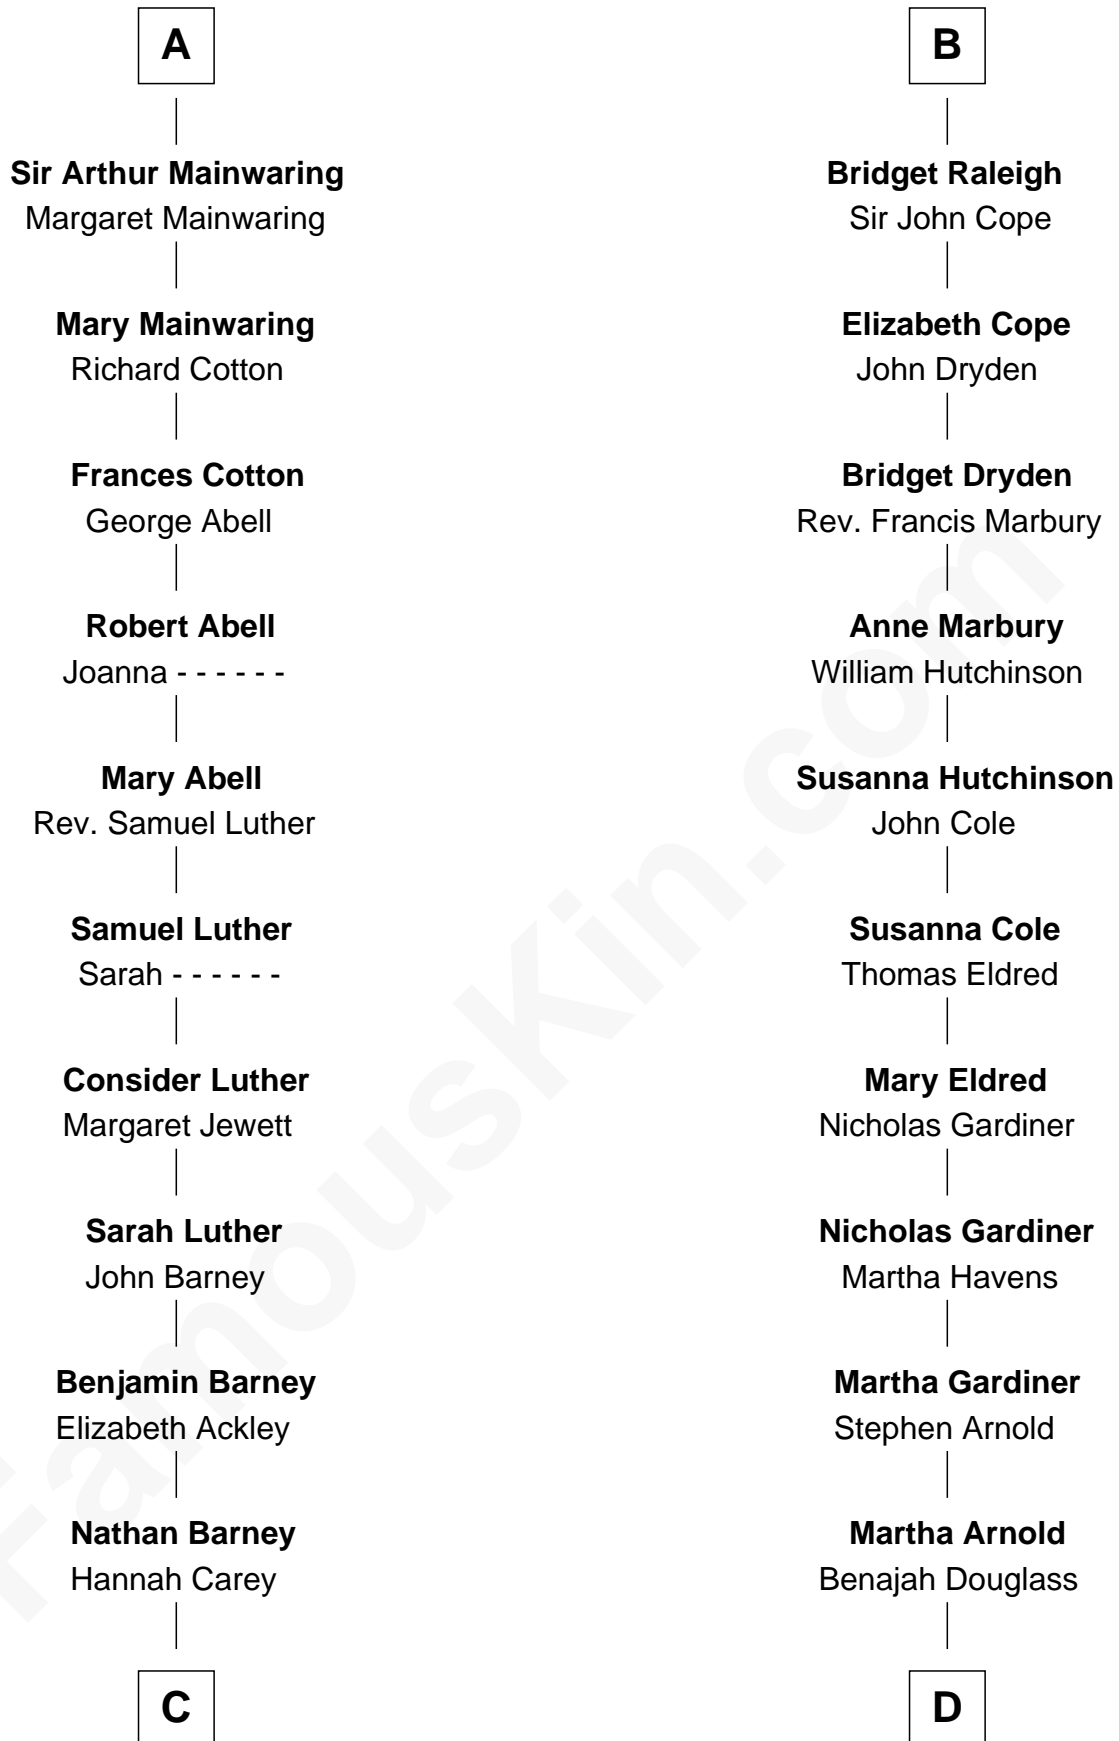 A
Sir Arthur Mainwaring
Margaret Mainwaring
Mary Mainwaring
Richard Cotton
Frances Cotton
George Abell
Robert Abell
Joanna - - - - - -
Mary Abell
Rev. Samuel Luther
Samuel Luther
Sarah - - - - - -
Consider Luther
Margaret Jewett
Sarah Luther
John Barney
Benjamin Barney
Elizabeth Ackley
Nathan Barney
Hannah Carey
C
B
Bridget Raleigh
Sir John Cope
Elizabeth Cope
John Dryden
Bridget Dryden
Rev. Francis Marbury
Anne Marbury
William Hutchinson
Susanna Hutchinson
John Cole
Susanna Cole
Thomas Eldred
Mary Eldred
Nicholas Gardiner
Nicholas Gardiner
Martha Havens
Martha Gardiner
Stephen Arnold
Martha Arnold
Benajah Douglass
D
FamousKin.com